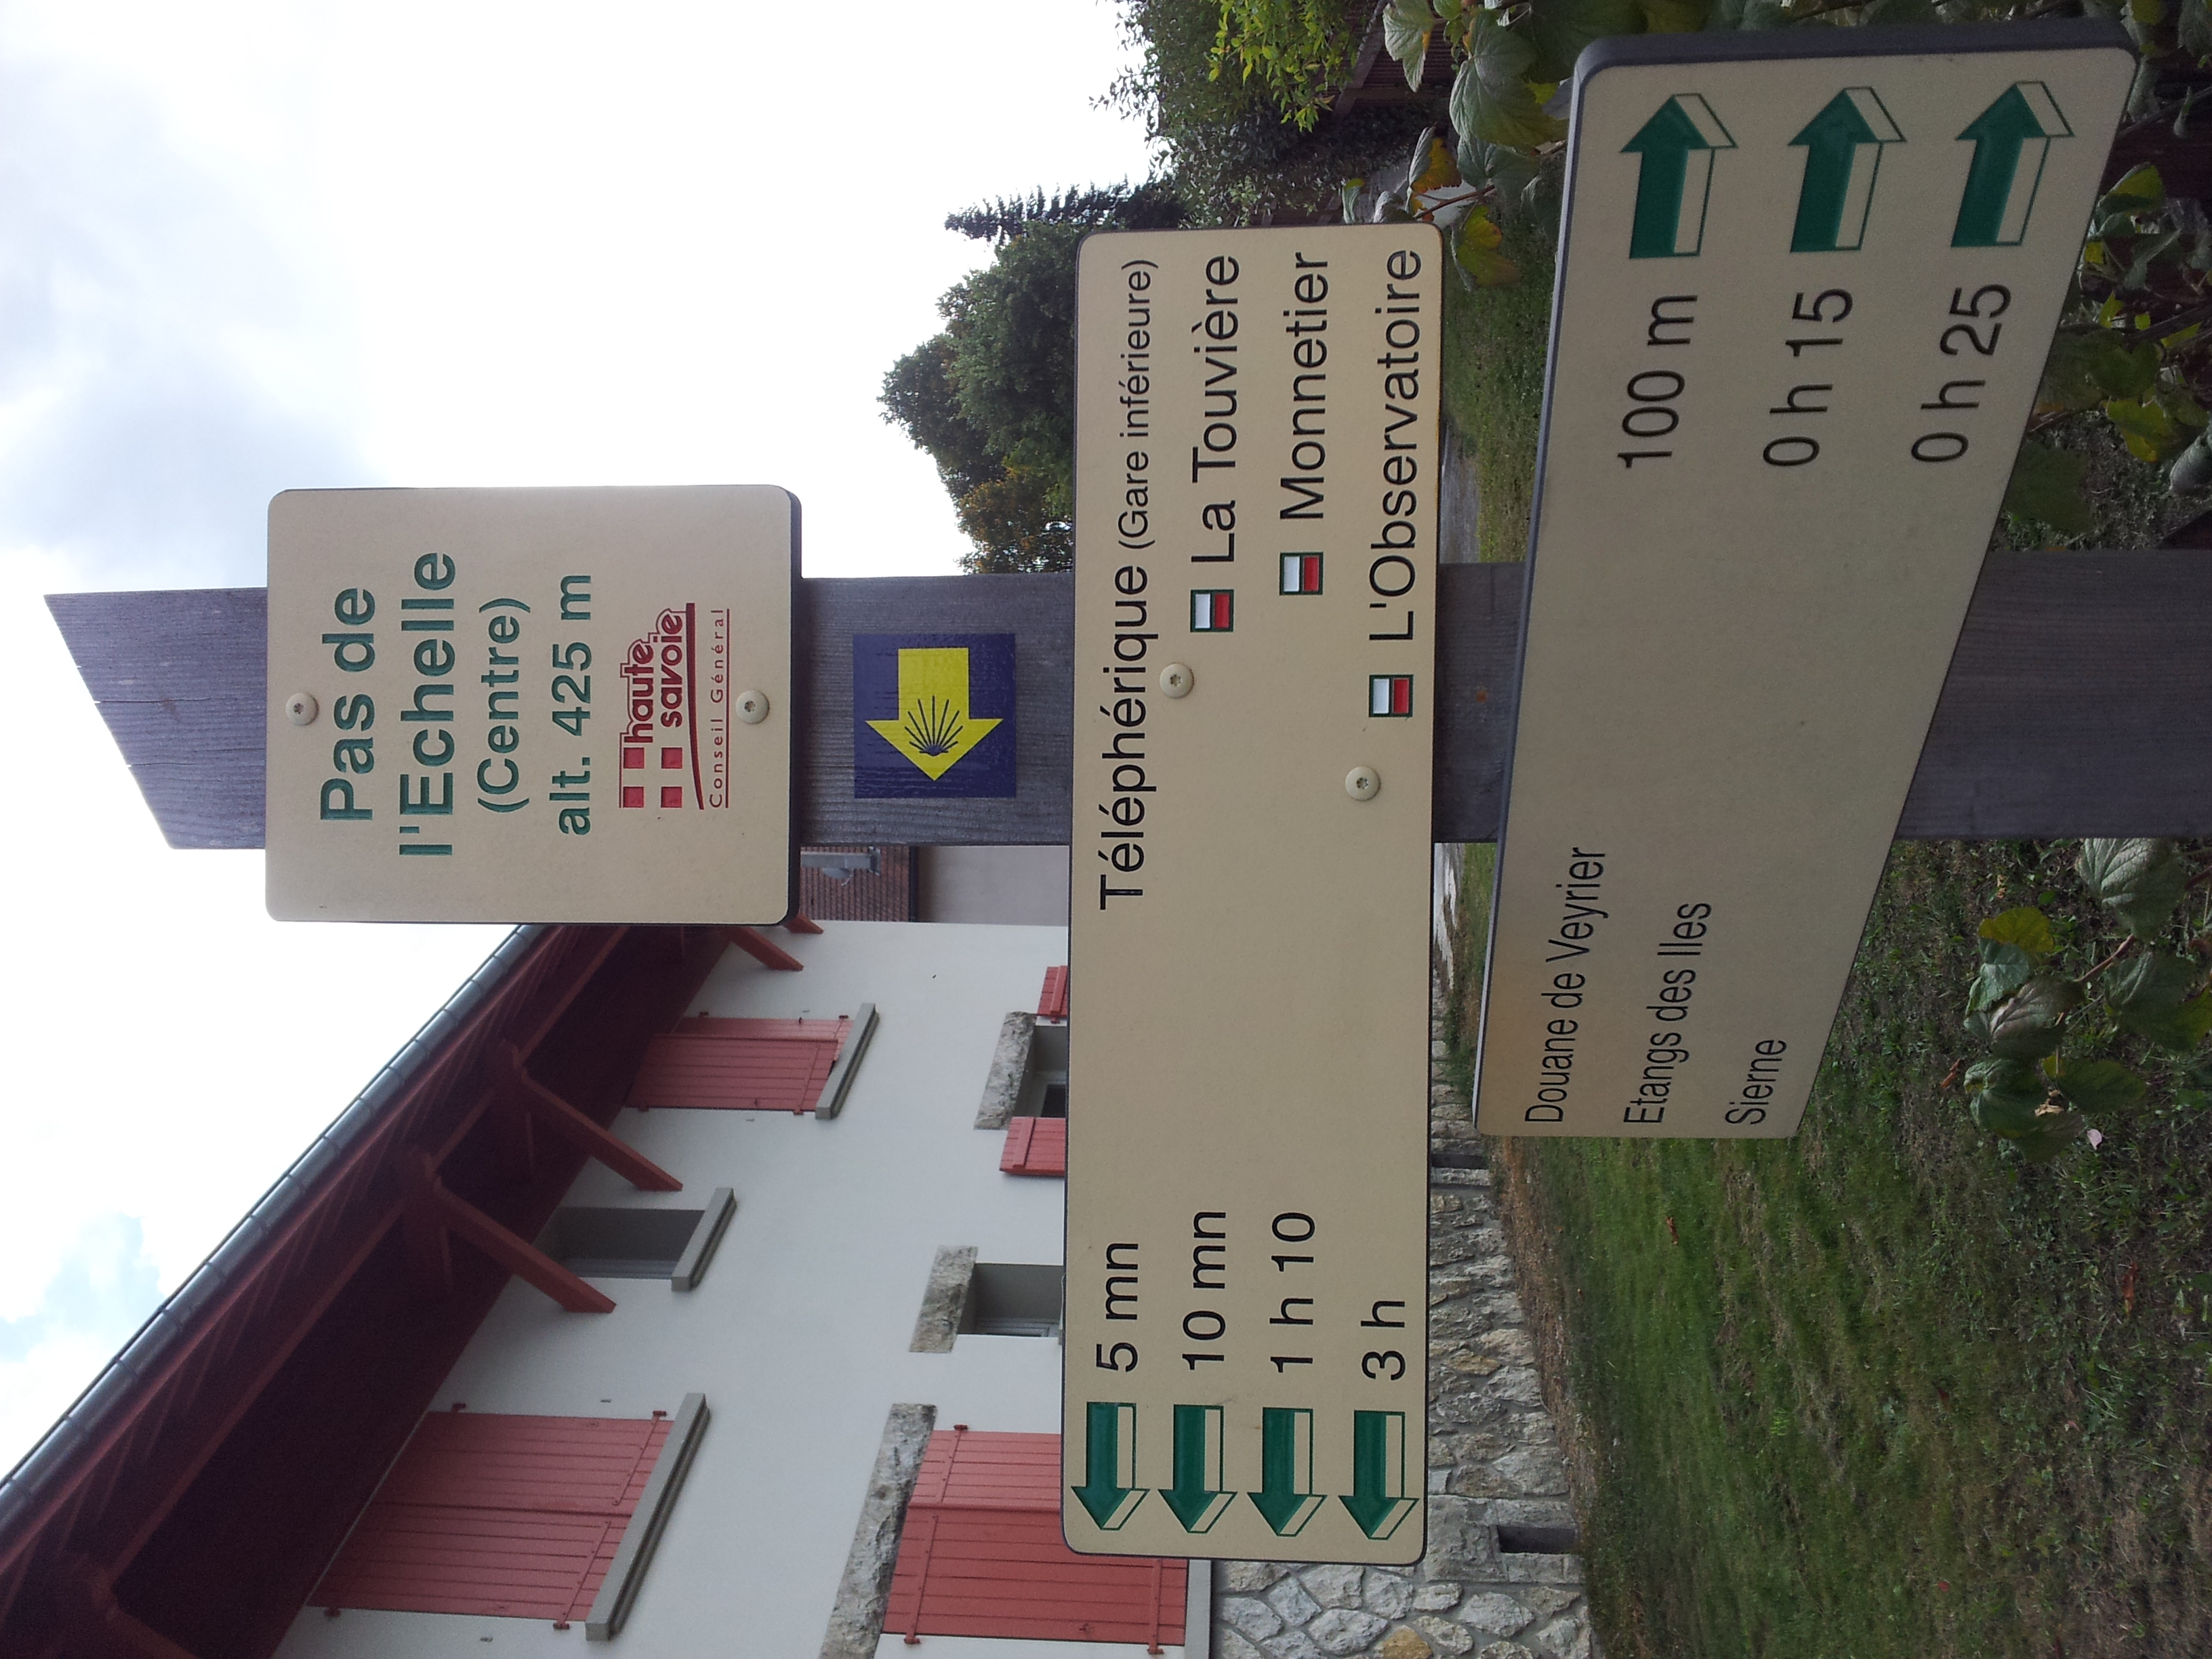 Pas de
l'Echelle
(Centre)
alt. 425 m
haute
savoie
Conseil Général
5 mn Téléphérique (Gare inférieure)
10 mn La Touvière
1 h 10 Monnetier
3 h L'Observatoire
Douane de Veyrier 100 m
Etangs des Iles 0 h 15
Sierne 0 h 25